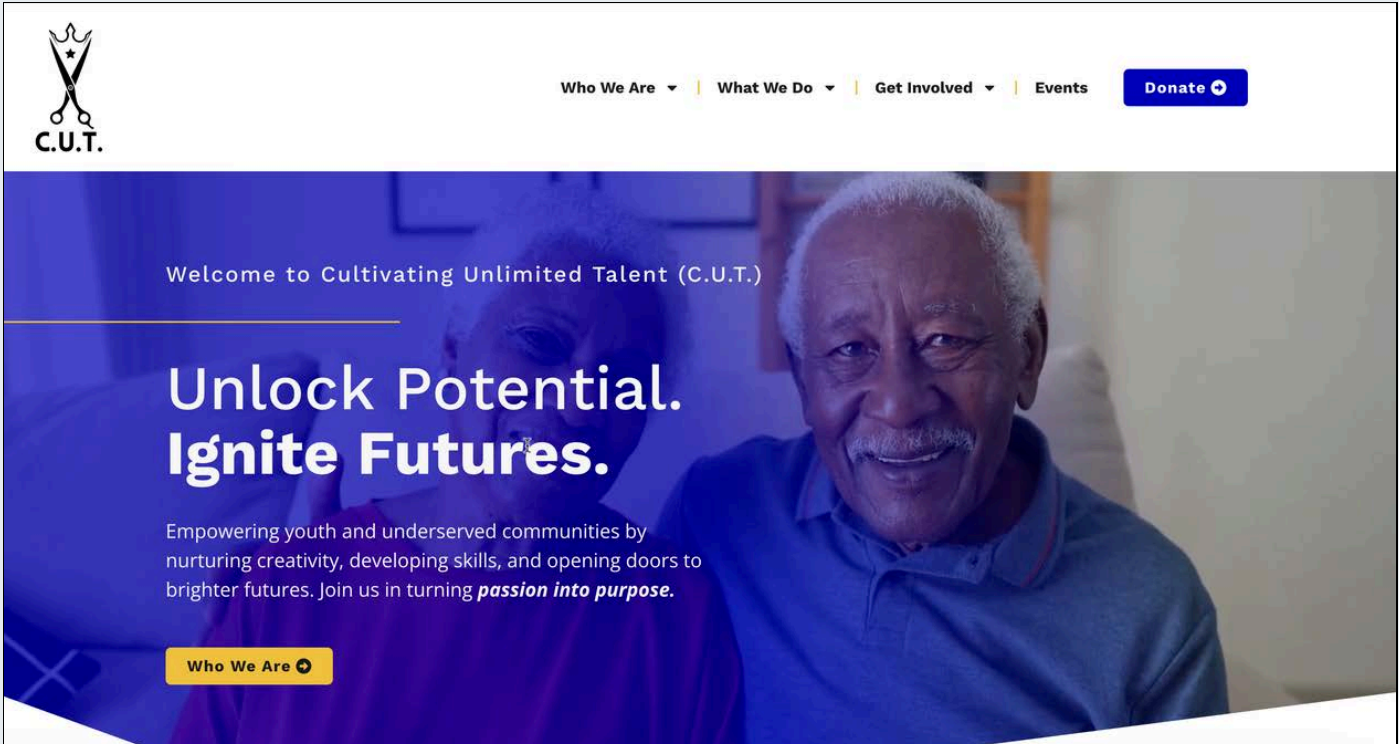 C.U.T.
Who We Are
What We Do
Get Involved
Events
Donate
Welcome to Cultivating Unlimited Talent (C.U.T.)
Unlock Potential.
Ignite Futures.
Empowering youth and underserved communities by
nurturing creativity, developing skills, and opening doors to
brighter futures. Join us in turning passion into purpose.
Who We Are